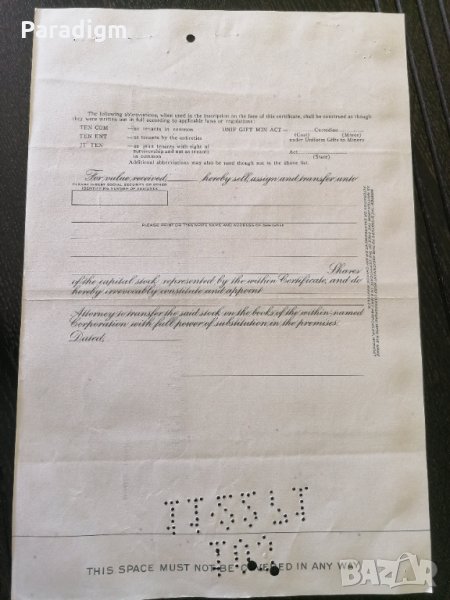 Paradigm
The following abbreviations, when used in the inscription on the face of this certificate, shall be construed as though
they were written out in full according to applicable laws or regulations:
TEN COM —as tenants in common UNIF GIFT MIN ACT— Custodian
(Cust) (Minor)
TEN ENT —as tenants by the entireties under Uniform Gifts to Minors
JT TEN —as joint tenants with right of Act
survivorship and not as tenants (State)
in common
Additional abbreviations may also be used though not in the above list.
For value received, hereby sell, assign and transfer unto
PLEASE INSERT SOCIAL SECURITY OR OTHER
IDENTIFYING NUMBER OF ASSIGNEE
PLEASE PRINT OR TYPEWRITE NAME AND ADDRESS OF ASSIGNEE
Shares
of the capital stock represented by the within Certificate, and do
hereby irrevocably constitute and appoint
Attorney to transfer the said stock on the books of the within-named
Corporation with full power of substitution in the premises.
Dated,
THIS SPACE MUST NOT BE COVERED IN ANY WAY
BAZAR